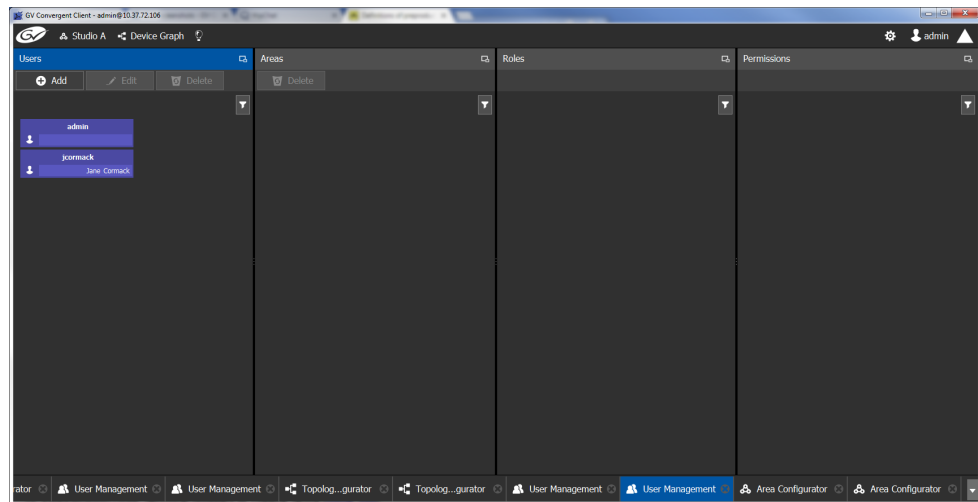 GV Convergent Client - admin@10.37.72.106
GV Studio A Device Graph admin
Users Areas Roles Permissions
Add Edit Delete Delete
admin
jcormack
Jane Cormack
rator User Management User Management Topolog...gurator Topolog...gurator User Management User Management Area Configurator Area Configurator